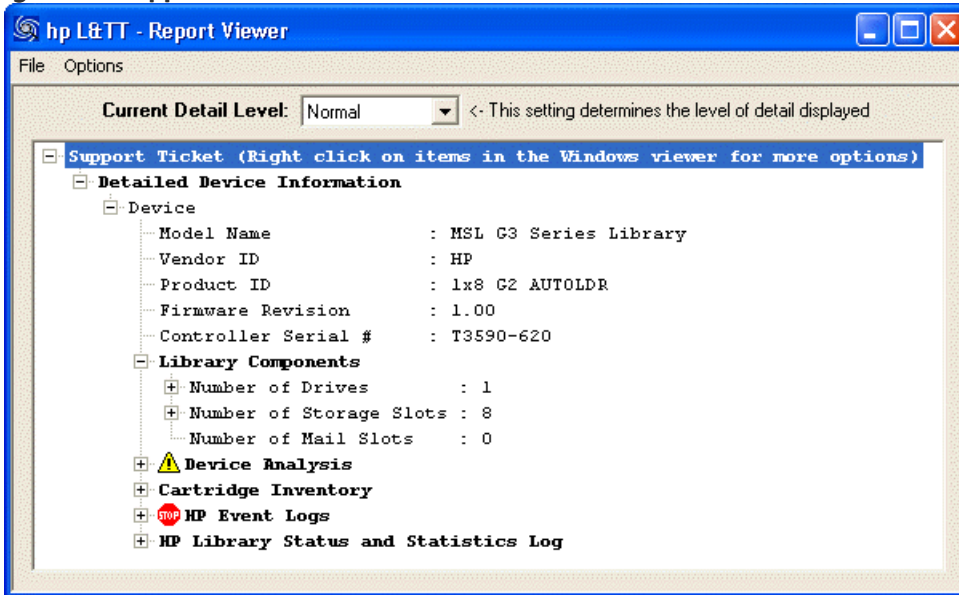 hp L&TT - Report Viewer
File Options
Current Detail Level: Normal <- This setting determines the level of detail displayed
Support Ticket (Right click on items in the Windows viewer for more options)
Detailed Device Information
Device
Model Name : MSL G3 Series Library
Vendor ID : HP
Product ID : 1x8 G2 AUTOLDR
Firmware Revision : 1.00
Controller Serial # : T3590-620
Library Components
Number of Drives : 1
Number of Storage Slots : 8
Number of Mail Slots : 0
Device Analysis
Cartridge Inventory
STOP HP Event Logs
HP Library Status and Statistics Log